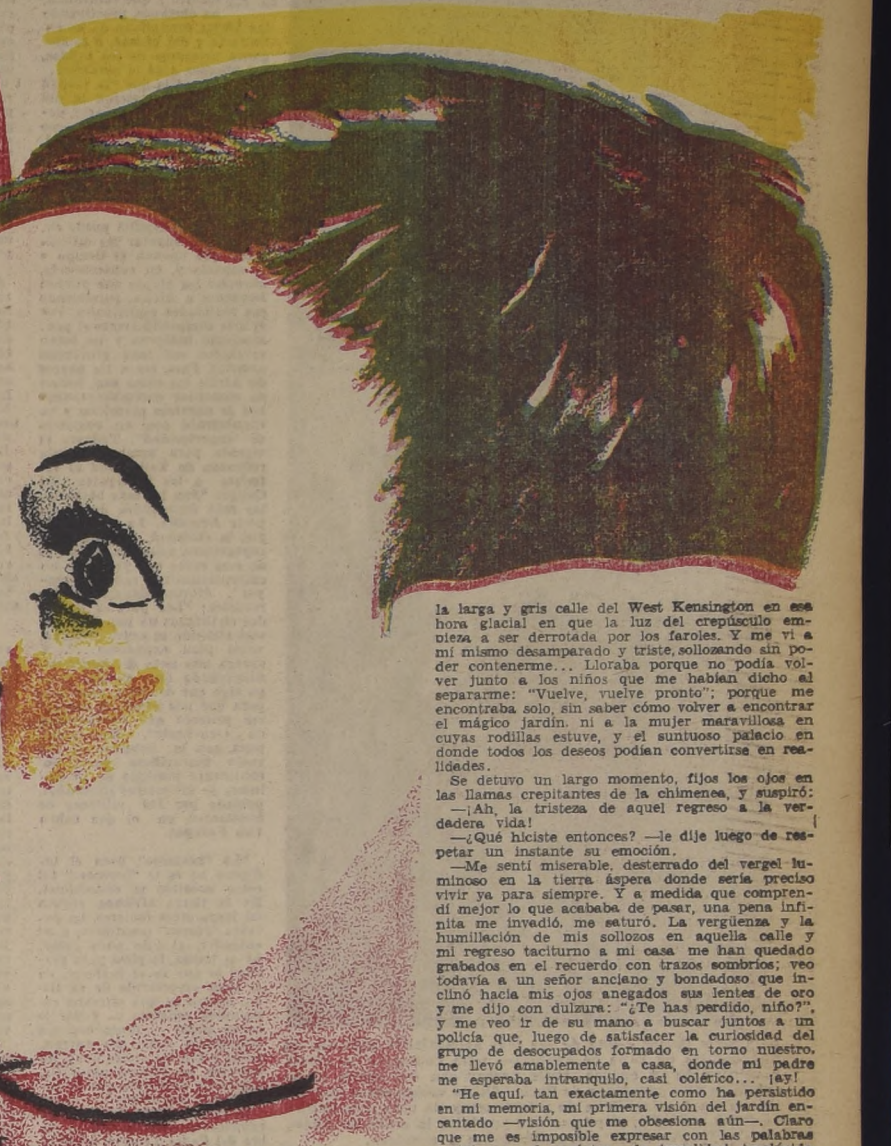 la larga y gris calle del West Kensington en esa
hora glacial en que la luz del crepúsculo em-
pieza a ser derrotada por los faroles. Y me vi a
mí mismo desamparado y triste, sollozando sin po-
der contenerme... Lloraba porque no podía vol-
ver junto a los niños que me habían dicho al
separarme: "Vuelve, vuelve pronto"; porque me
encontraba solo, sin saber cómo volver a encontrar
el mágico jardín. ni a la mujer maravillosa en
cuyas rodillas estuve, y el suntuoso palacio en
donde todos los deseos podían convertirse en rea-
lidades.
Se detuvo un largo momento, fijos los ojos en
las llamas crepitantes de la chimenea, y suspiró:
—¡Ah, la tristeza de aquel regreso a la ver-
dadera vida!
—¿Qué hiciste entonces? —le dije luego de res-
petar un instante su emoción.
—Me sentí miserable, desterrado del vergel lu-
minoso en la tierra áspera donde sería preciso
vivir ya para siempre. Y a medida que compren-
dí mejor lo que acababa de pasar, una pena infi-
nita me invadió, me saturó. La vergüenza y la
humillación de mis sollozos en aquella calle y
mi regreso taciturno a mi casa me han quedado
grabados en el recuerdo con trazos sombríos; veo
todavía a un señor anciano y bondadoso que in-
clinó hacia mis ojos anegados sus lentes de oro
y me dijo con dulzura: "¿Te has perdido, niño?",
y me veo ir de su mano a buscar juntos a un
policía que, luego de satisfacer la curiosidad del
grupo de desocupados formado en torno nuestro.
me llevó amablemente a casa, donde mi padre
me esperaba intranquilo, casi colérico... ¡ay!
"He aquí, tan exactamente como ha persistido
en mi memoria, mi primera visión del jardín en-
cantado —visión que me obsesiona aún—. Claro
que me es imposible expresar con las palabras